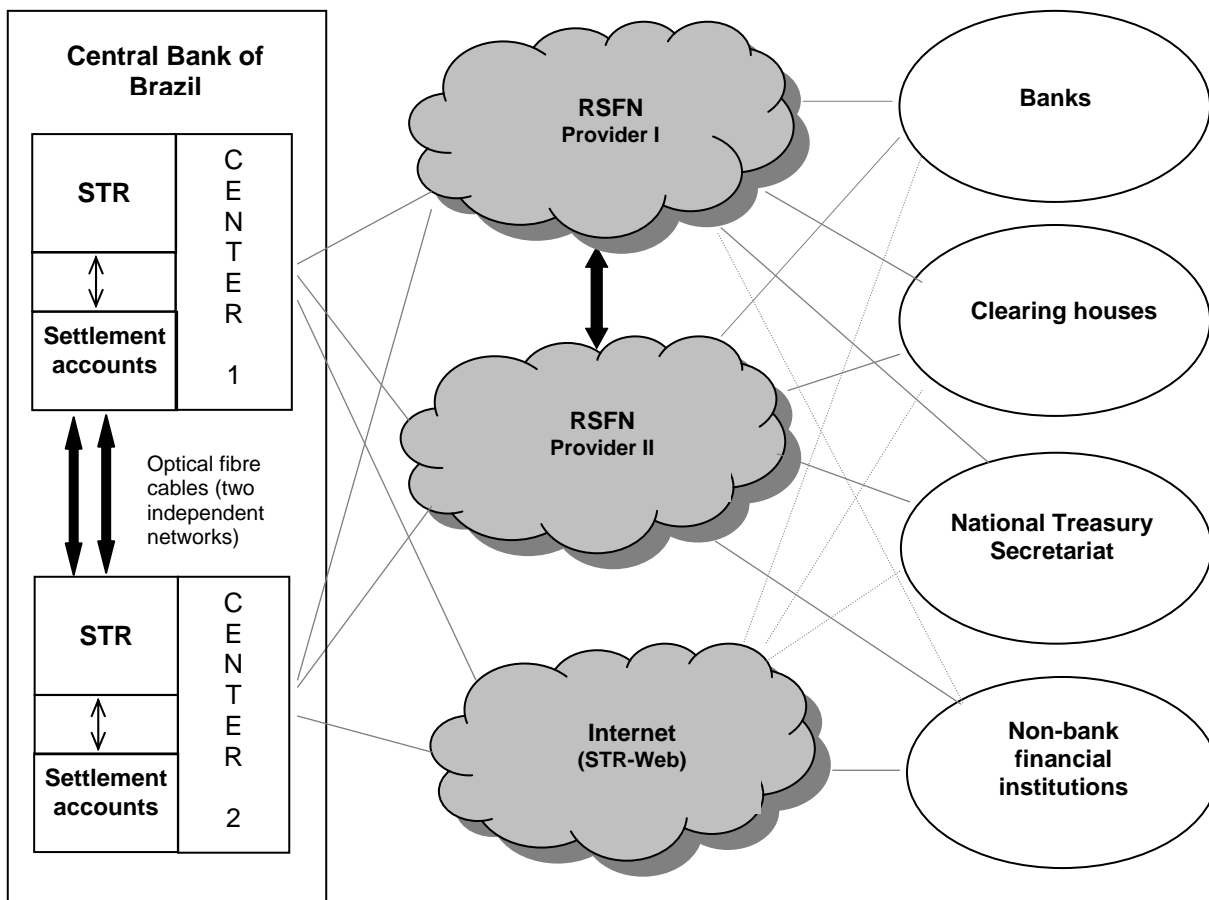 Central Bank of
Brazil
STR
Settlement
accounts
C
E
N
T
E
R
1
Optical fibre
cables (two
independent
networks)
STR
Settlement
accounts
C
E
N
T
E
R
2
RSFN
Provider I
RSFN
Provider II
Internet
(STR-Web)
Banks
Clearing houses
National Treasury
Secretariat
Non-bank
financial
institutions